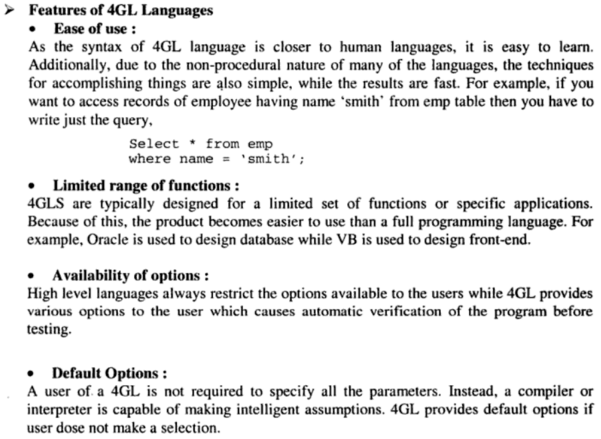 ➢ Features of 4GL Languages
• Ease of use :
As the syntax of 4GL language is closer to human languages, it is easy to learn.
Additionally, due to the non-procedural nature of many of the languages, the techniques
for accomplishing things are also simple, while the results are fast. For example, if you
want to access records of employee having name ‘smith’ from emp table then you have to
write just the query,
Select * from emp
where name = 'smith';
• Limited range of functions :
4GLS are typically designed for a limited set of functions or specific applications.
Because of this, the product becomes easier to use than a full programming language. For
example, Oracle is used to design database while VB is used to design front-end.
• Availability of options :
High level languages always restrict the options available to the users while 4GL provides
various options to the user which causes automatic verification of the program before
testing.
• Default Options :
A user of a 4GL is not required to specify all the parameters. Instead, a compiler or
interpreter is capable of making intelligent assumptions. 4GL provides default options if
user dose not make a selection.